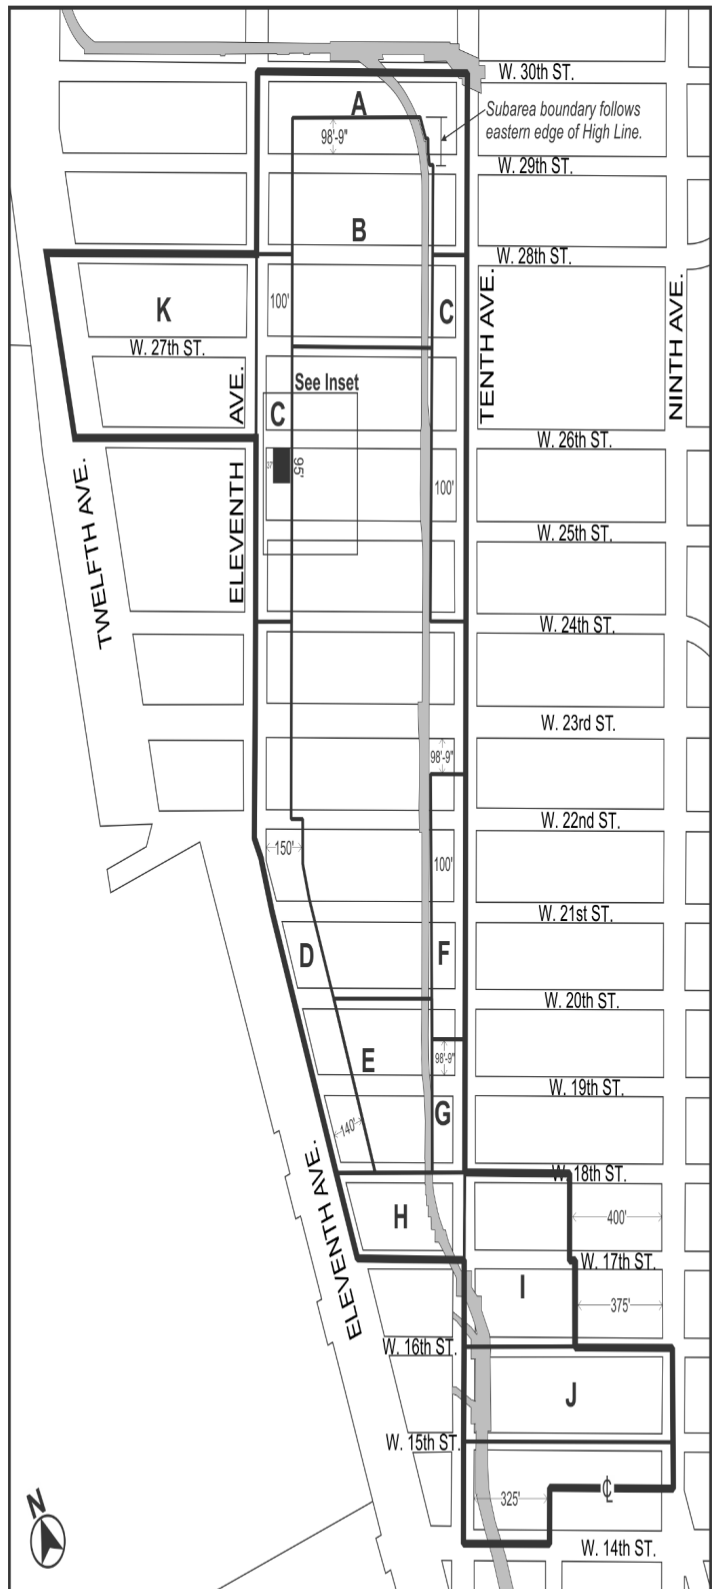 W. 30th ST.
A
Subarea boundary follows
eastern edge of High Line.
98'-9"
W. 29th ST.
B
W. 28th ST.
K
100'
C
TENTH AVE.
NINTH AVE.
W. 27th ST.
See Inset
AVE.
C
W. 26th ST.
95'
100'
ELEVENTH
TWELFTH AVE.
W. 25th ST.
W. 24th ST.
W. 23rd ST.
98'-9"
W. 22nd ST.
150'
100'
W. 21st ST.
D
F
W. 20th ST.
E
98'-9"
W. 19th ST.
G
140'
W. 18th ST.
H
400'
ELEVENTH AVE.
W. 17th ST.
I
375'
W. 16th ST.
J
W. 15th ST.
325'
℄
N
W. 14th ST.